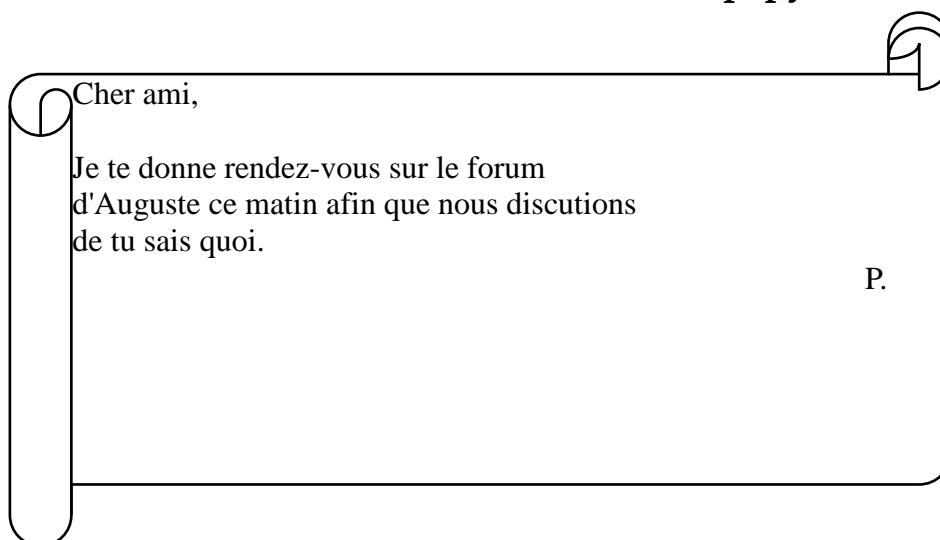 Cher ami,
Je te donne rendez-vous sur le forum
d'Auguste ce matin afin que nous discutions
de tu sais quoi.
P.